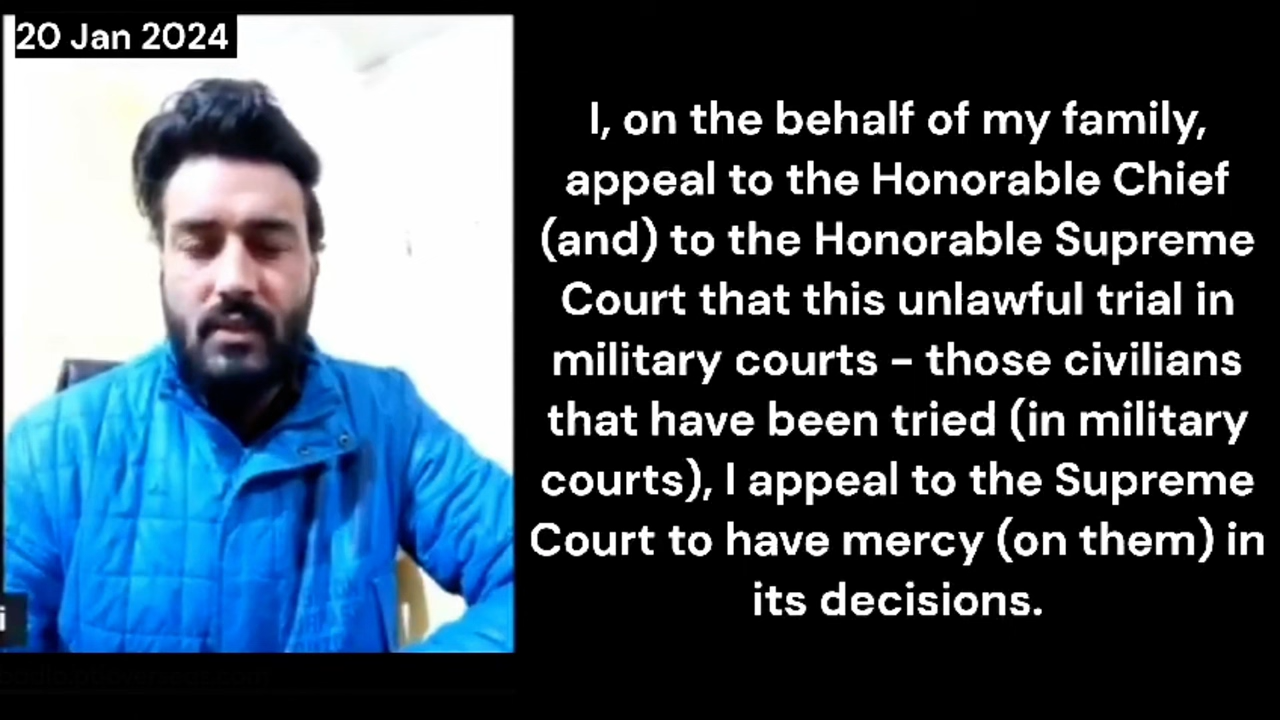 20 Jan 2024
I, on the behalf of my family,
appeal to the Honorable Chief
(and) to the Honorable Supreme
Court that this unlawful trial in
military courts – those civilians
that have been tried (in military
courts), I appeal to the Supreme
Court to have mercy (on them) in
its decisions.
i